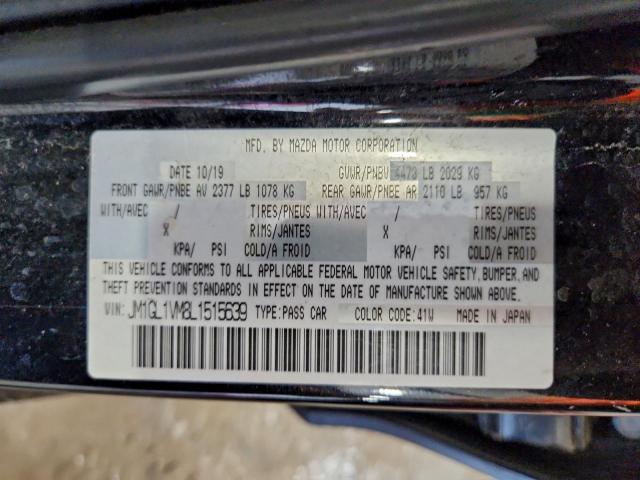 MFD. BY MAZDA MOTOR CORPORATION
DATE 10/19 GVWR/PNBV 4473 LB 2029 KG
FRONT GAWR/PNBE AV 2377 LB 1078 KG REAR GAWR/PNBE AR 2110 LB 957 KG
WITH/AVEC / TIRES/PNEUS WITH/AVEC / TIRES/PNEUS
X RIMS/JANTES X RIMS/JANTES
KPA/ PSI COLD/A FROID KPA/ PSI COLD/A FROID
THIS VEHICLE CONFORMS TO ALL APPLICABLE FEDERAL MOTOR VEHICLE SAFETY, BUMPER, AND
THEFT PREVENTION STANDARDS IN EFFECT ON THE DATE OF MANUFACTURE SHOWN ABOVE.
VIN: JM1GL1VM8L1515639 TYPE: PASS CAR COLOR CODE: 41W MADE IN JAPAN